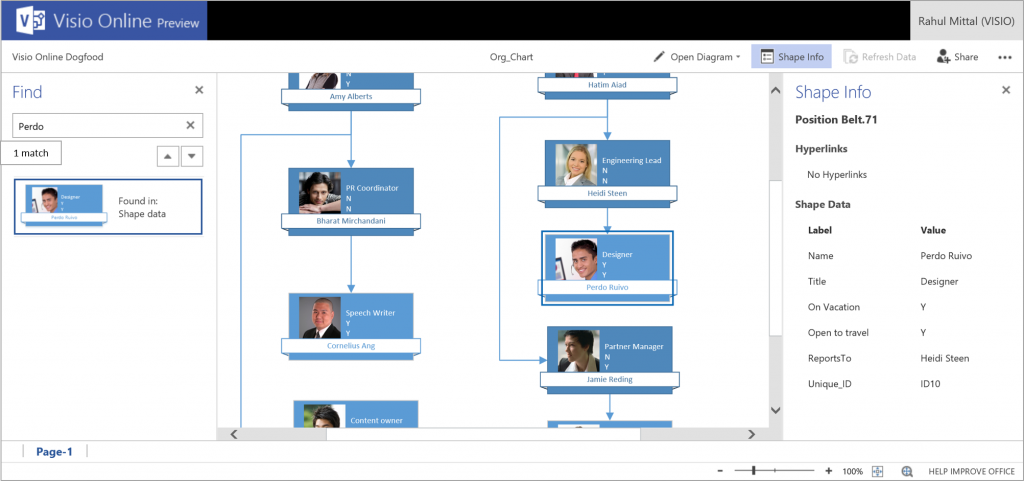 Visio Online Preview
Rahul Mittal (VISIO)
Visio Online Dogfood
Org_Chart
Open Diagram
Shape Info
Refresh Data
Share
Find
Perdo
1 match
Designer
Y
Y
Perdo Ruivo
Found in:
Shape data
N
Y
Amy Alberts
PR Coordinator
N
N
Bharat Mirchandani
Speech Writer
Y
Y
Cornelius Ang
Content owner
Y
Hatim Aiad
Engineering Lead
N
N
Heidi Steen
Designer
Y
Y
Perdo Ruivo
Partner Manager
N
Y
Jamie Reding
Shape Info
Position Belt.71
Hyperlinks
No Hyperlinks
Shape Data
Label Value
Name Perdo Ruivo
Title Designer
On Vacation Y
Open to travel Y
ReportsTo Heidi Steen
Unique_ID ID10
Page-1
100%
HELP IMPROVE OFFICE